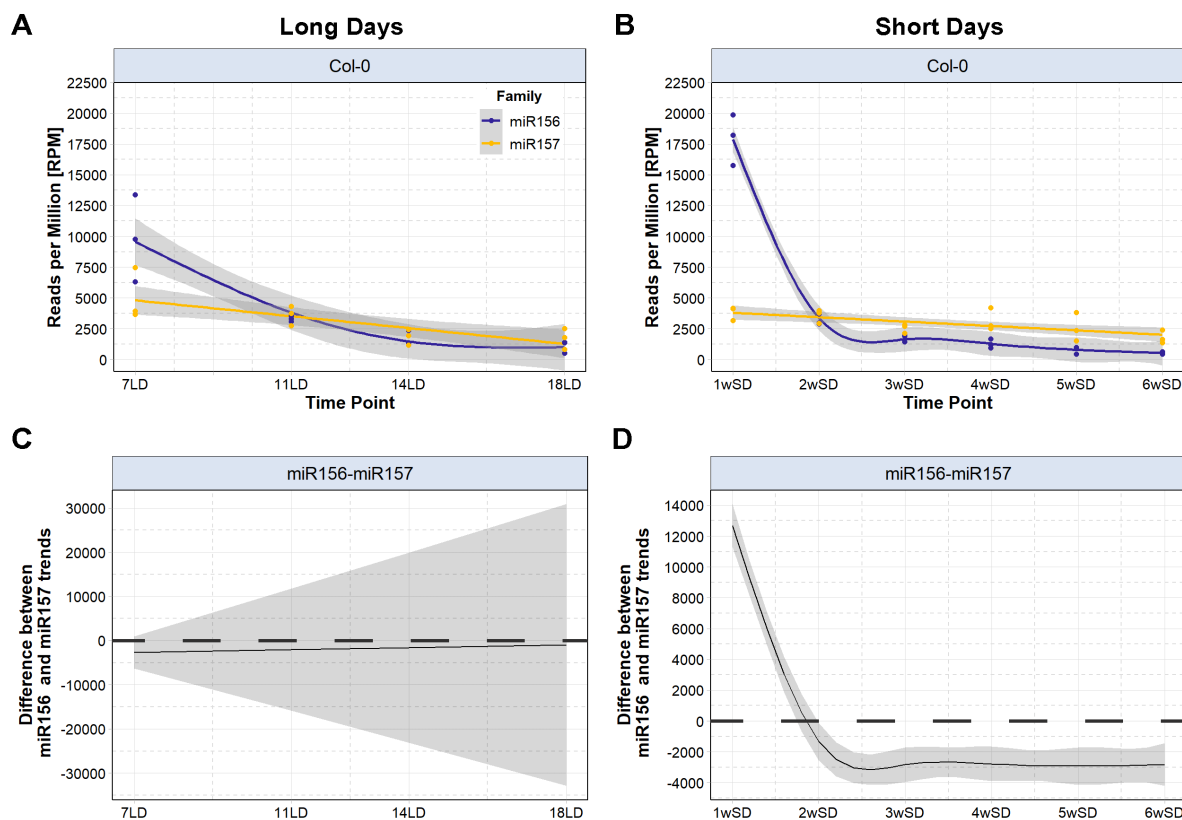 A
Long Days
Col-0
Reads per Million [RPM]
22500
20000
17500
15000
12500
10000
7500
5000
2500
0
Family
miR156
miR157
7LD
11LD
14LD
18LD
Time Point
B
Short Days
Col-0
Reads per Million [RPM]
22500
20000
17500
15000
12500
10000
7500
5000
2500
0
1wSD
2wSD
3wSD
4wSD
5wSD
6wSD
Time Point
C
miR156-miR157
Difference between
miR156 and miR157 trends
30000
20000
10000
0
-10000
-20000
-30000
7LD
11LD
14LD
18LD
D
miR156-miR157
Difference between
miR156 and miR157 trends
14000
12000
10000
8000
6000
4000
2000
0
-2000
-4000
1wSD
2wSD
3wSD
4wSD
5wSD
6wSD